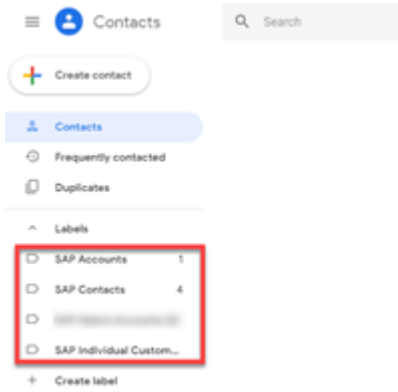 Contacts
Search
Create contact
Contacts
Frequently contacted
Duplicates
Labels
SAP Accounts 1
SAP Contacts 4
SAP Individual Custom...
Create label